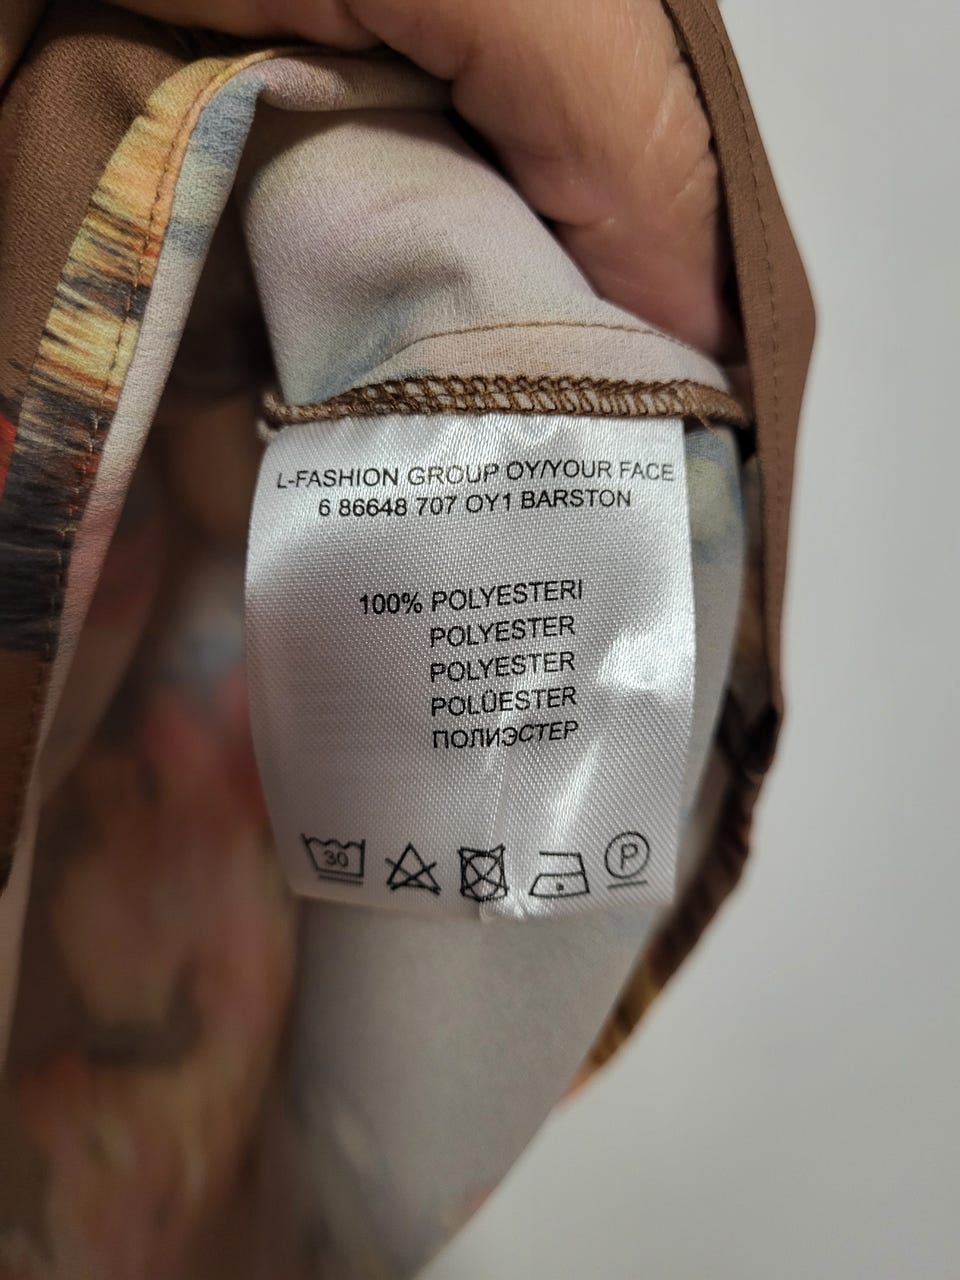 L-FASHION GROUP OY/YOUR FACE
6 86648 707 OY1 BARSTON
100% POLYESTERI
POLYESTER
POLYESTER
POLÜESTER
ПОЛИЭСТЕР
30 P